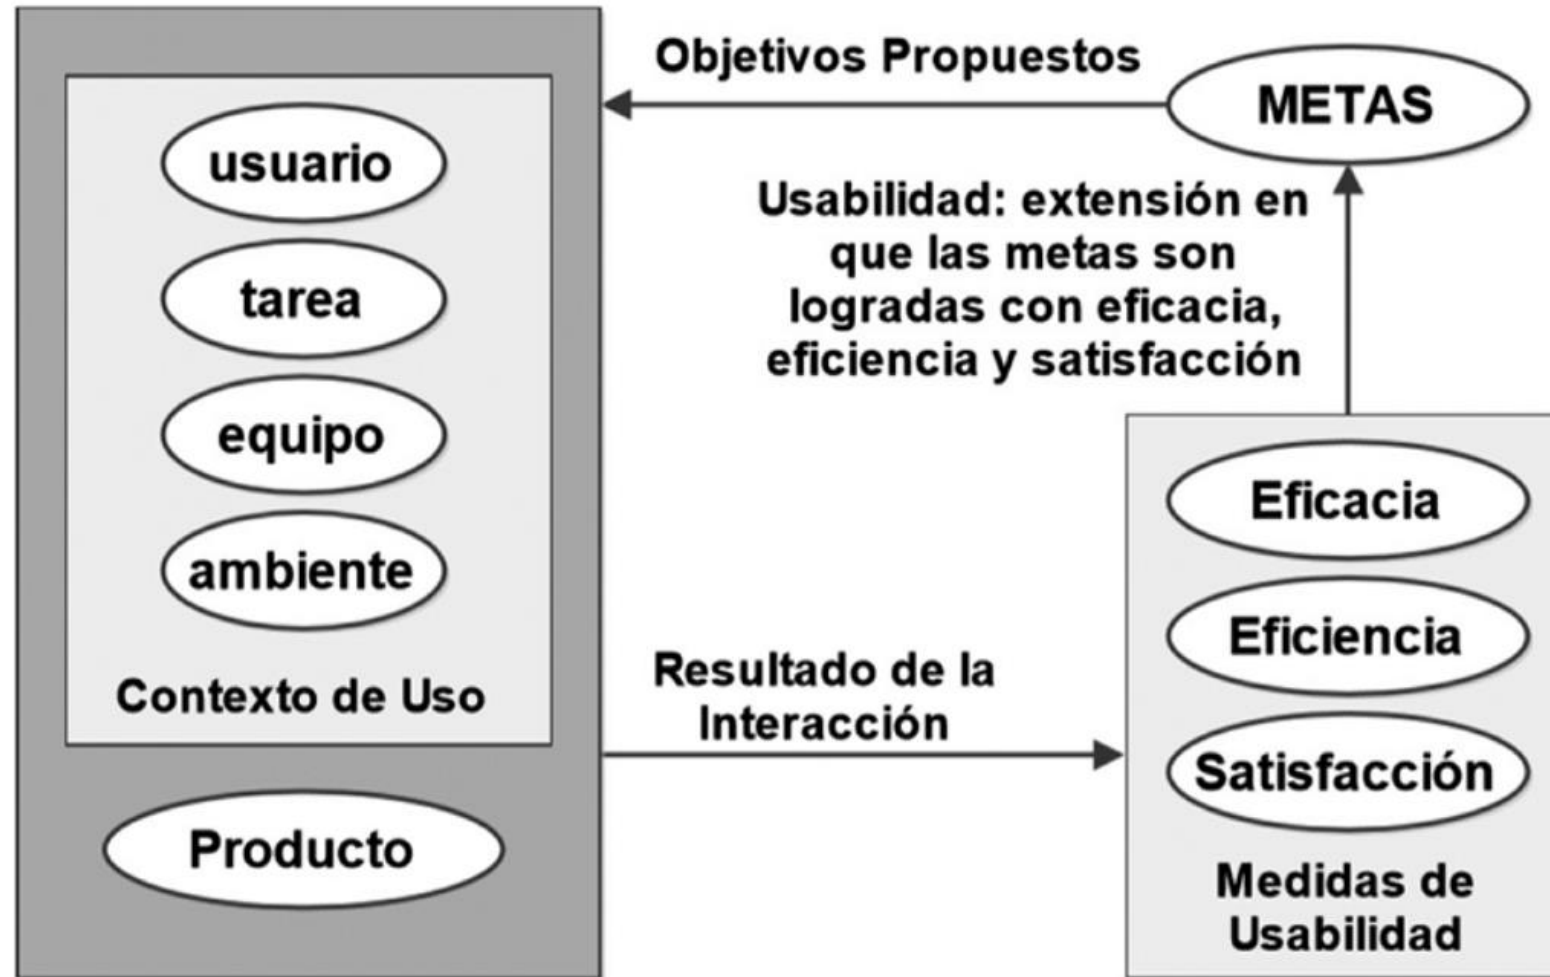 usuario
tarea
equipo
ambiente
Contexto de Uso
Producto
Objetivos Propuestos
METAS
Usabilidad: extensión en
que las metas son
logradas con eficacia,
eficiencia y satisfacción
Resultado de la
Interacción
Eficacia
Eficiencia
Satisfacción
Medidas de
Usabilidad